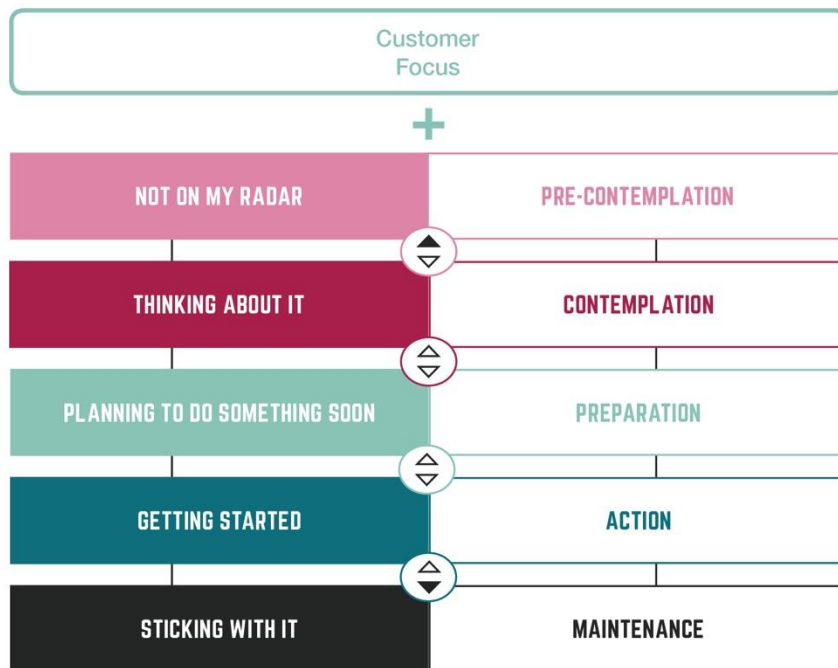 Customer
Focus
+
NOT ON MY RADAR
PRE-CONTEMPLATION
THINKING ABOUT IT
CONTEMPLATION
PLANNING TO DO SOMETHING SOON
PREPARATION
GETTING STARTED
ACTION
STICKING WITH IT
MAINTENANCE